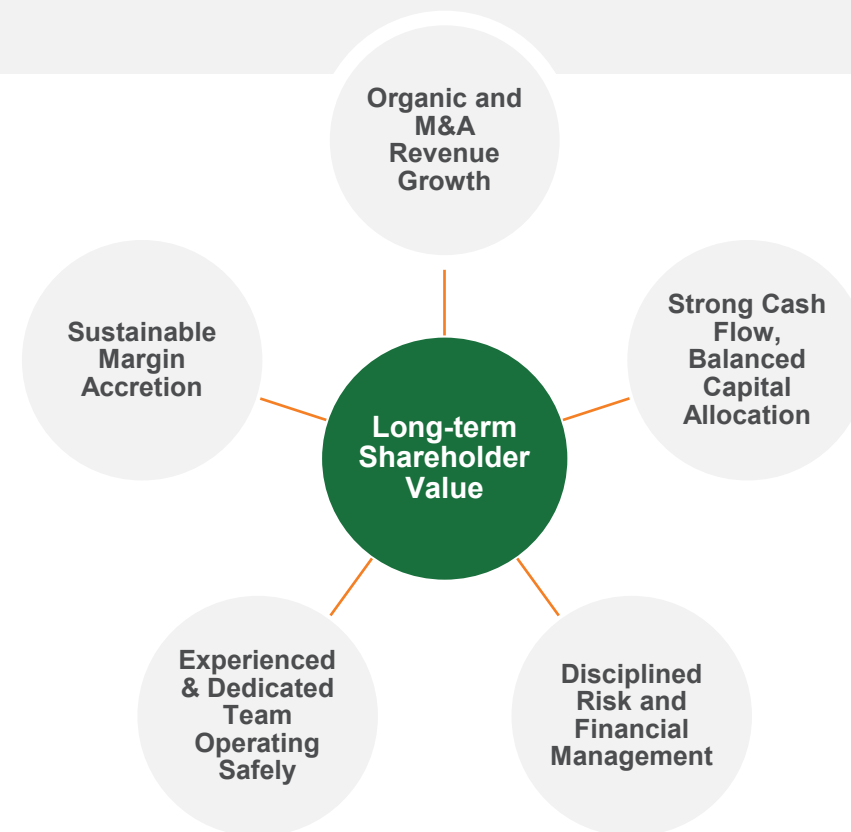 Organic and
M&A
Revenue
Growth
Sustainable
Margin
Accretion
Strong Cash
Flow,
Balanced
Capital
Allocation
Long-term
Shareholder
Value
Experienced
& Dedicated
Team
Operating
Safely
Disciplined
Risk and
Financial
Management